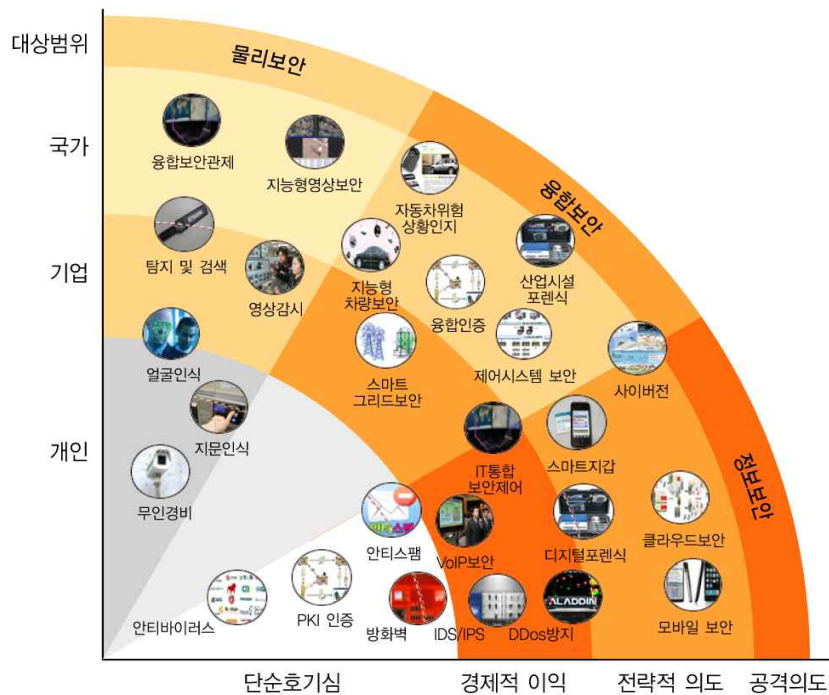 대상범위
물리보안
국가
융합보안관제
지능형영상보안
자동차위험
상황인지
융합보안
기업
탐지 및 검색
영상감시
지능형
차량보안
융합인증
산업시설
포렌식
얼굴인식
스마트
그리드보안
제어시스템 보안
사이버전
개인
지문인식
무인경비
IT통합
보안제어
스마트지갑
정보보안
안티스팸
VoIP보안
디지털포렌식
클라우드보안
안티바이러스
PKI 인증
방화벽
IDS/IPS
ALADDIN
DDos방지
모바일 보안
단순호기심
경제적 이익
전략적 의도
공격의도